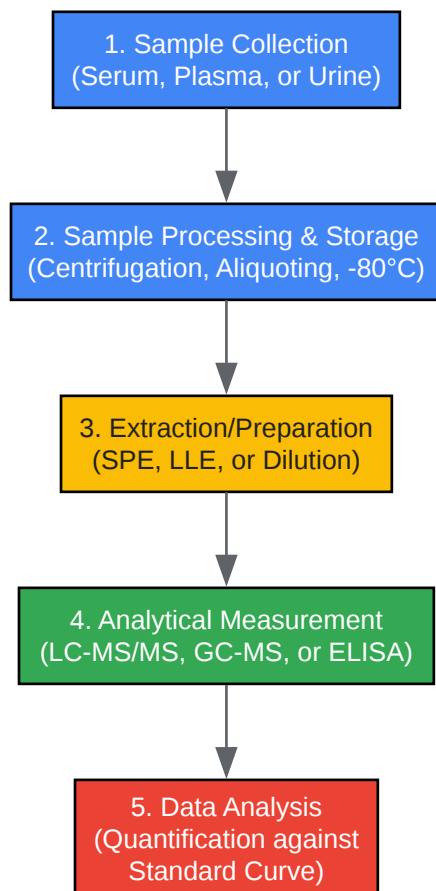 1. Sample Collection
(Serum, Plasma, or Urine)
2. Sample Processing & Storage
(Centrifugation, Aliquoting, -80°C)
3. Extraction/Preparation
(SPE, LLE, or Dilution)
4. Analytical Measurement
(LC-MS/MS, GC-MS, or ELISA)
5. Data Analysis
(Quantification against
Standard Curve)